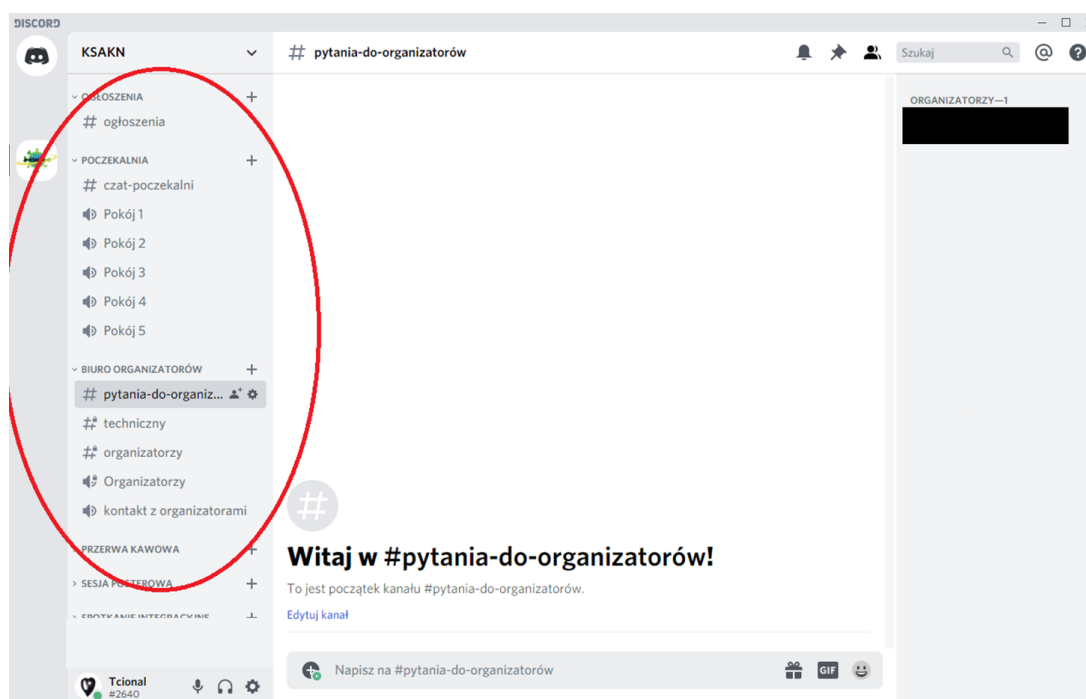 DISCORD
KSAKN
# pytania-do-organizatorów
Szukaj
OGŁOSZENIA
# ogłoszenia
POCZEKALNIA
# czat-poczekalni
Pokój 1
Pokój 2
Pokój 3
Pokój 4
Pokój 5
BIURO ORGANIZATORÓW
# pytania-do-organiz...
# techniczny
# organizatorzy
Organizatorzy
kontakt z organizatorami
PRZERWA KAWOWA
SESJA POSTEROWA
SPOTKANIE INTEGRACYJNE
Tcional
#2640
Witaj w #pytania-do-organizatorów!
To jest początek kanału #pytania-do-organizatorów.
Edytuj kanał
Napisz na #pytania-do-organizatorów
GIF
ORGANIZATORZY—1